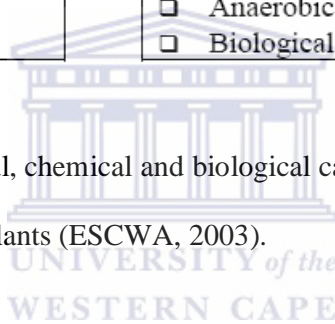 ❑ Anaerobic
❑ Biological
l, chemical and biological ca
lants (ESCWA, 2003).
UNIVERSITY of the
WESTERN CAPE